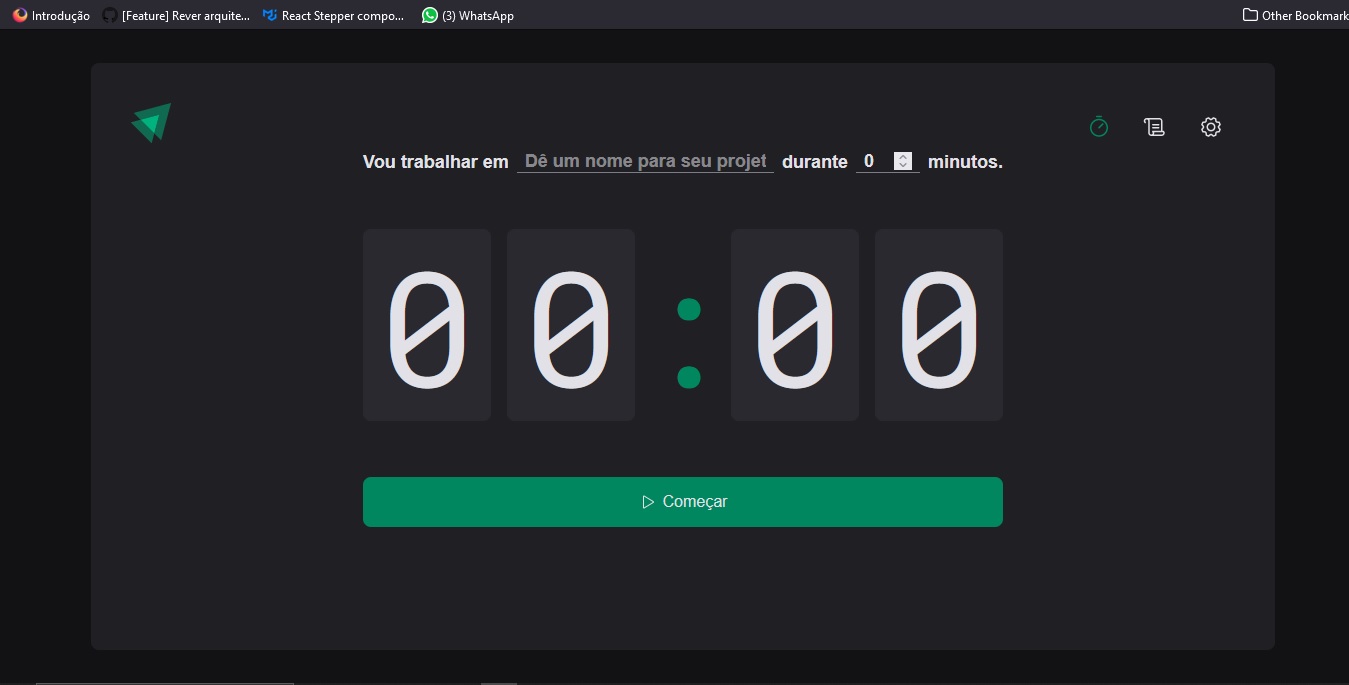 Introdução [Feature] Rever arquite... React Stepper compo... (3) WhatsApp Other Bookmark
Vou trabalhar em Dê um nome para seu projet durante 0 minutos.
00:00
Começar